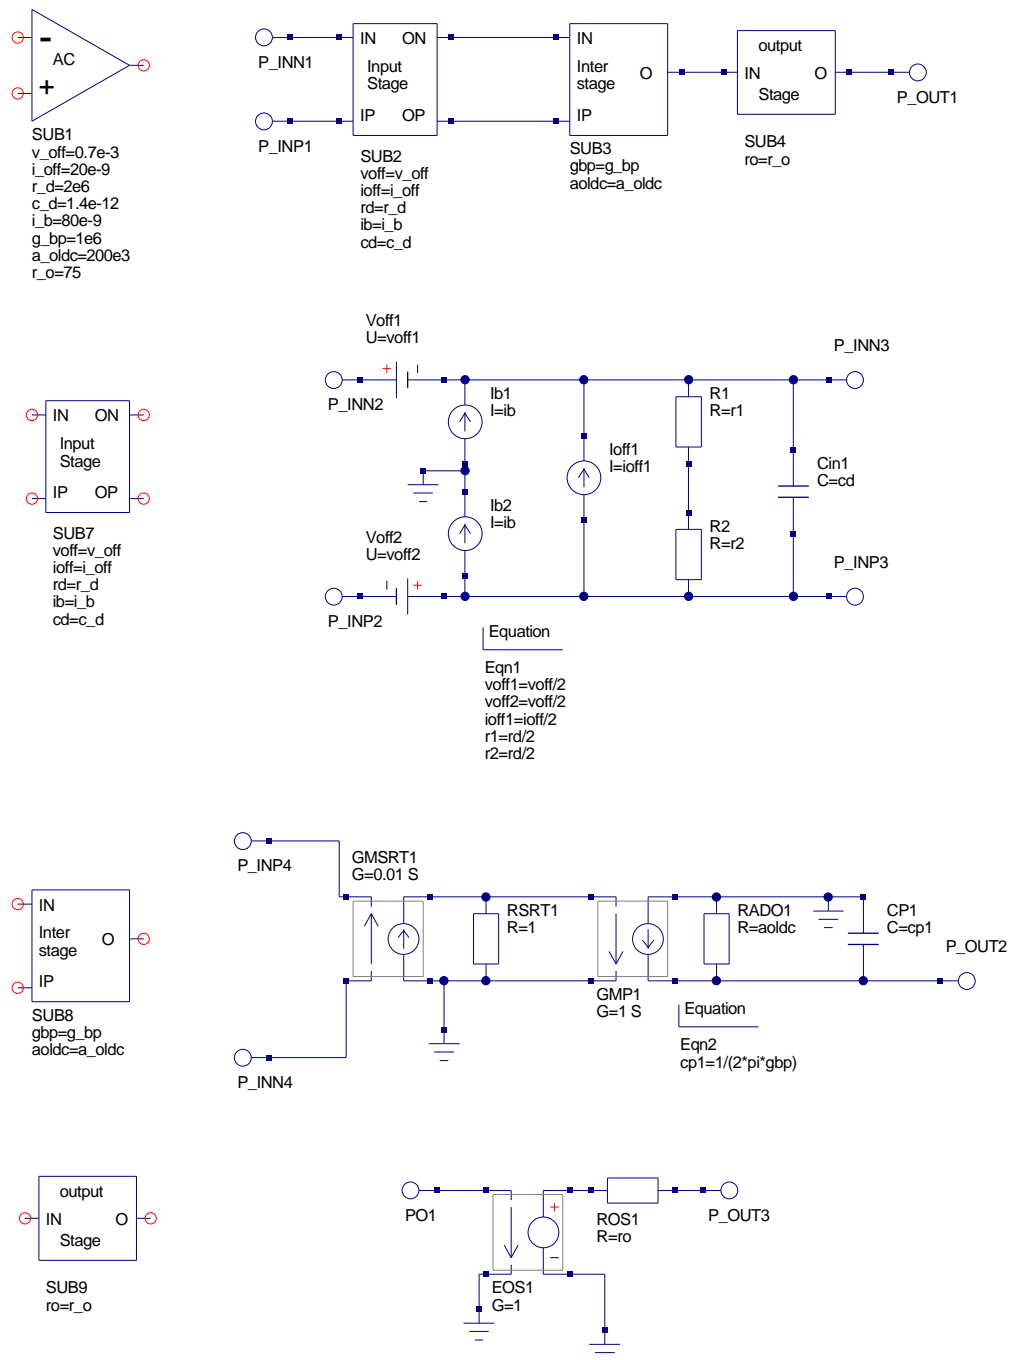 -
AC
+
SUB1
v_off=0.7e-3
i_off=20e-9
r_d=2e6
c_d=1.4e-12
i_b=80e-9
g_bp=1e6
a_oldc=200e3
r_o=75
P_INN1
P_INP1
IN ON
Input
Stage
IP OP
SUB2
voff=v_off
ioff=i_off
rd=r_d
ib=i_b
cd=c_d
IN
Inter
stage
O
IP
SUB3
gbp=g_bp
aoldc=a_oldc
output
IN O
Stage
SUB4
ro=r_o
P_OUT1
IN ON
Input
Stage
IP OP
SUB7
voff=v_off
ioff=i_off
rd=r_d
ib=i_b
cd=c_d
Voff1
U=voff1
+ -
P_INN2
Ib1
I=ib
Ib2
I=ib
Voff2
U=voff2
- +
P_INP2
Ioff1
I=ioff1
R1
R=r1
R2
R=r2
Cin1
C=cd
P_INN3
P_INP3
Equation
Eqn1
voff1=voff/2
voff2=voff/2
ioff1=ioff/2
r1=rd/2
r2=rd/2
IN
Inter
stage
O
IP
SUB8
gbp=g_bp
aoldc=a_oldc
P_INP4
P_INN4
GMSRT1
G=0.01 S
RSRT1
R=1
GMP1
G=1 S
RADO1
R=aoldc
CP1
C=cp1
P_OUT2
Equation
Eqn2
cp1=1/(2*pi*gbp)
output
IN O
Stage
SUB9
ro=r_o
PO1
+
-
EOS1
G=1
ROS1
R=ro
P_OUT3